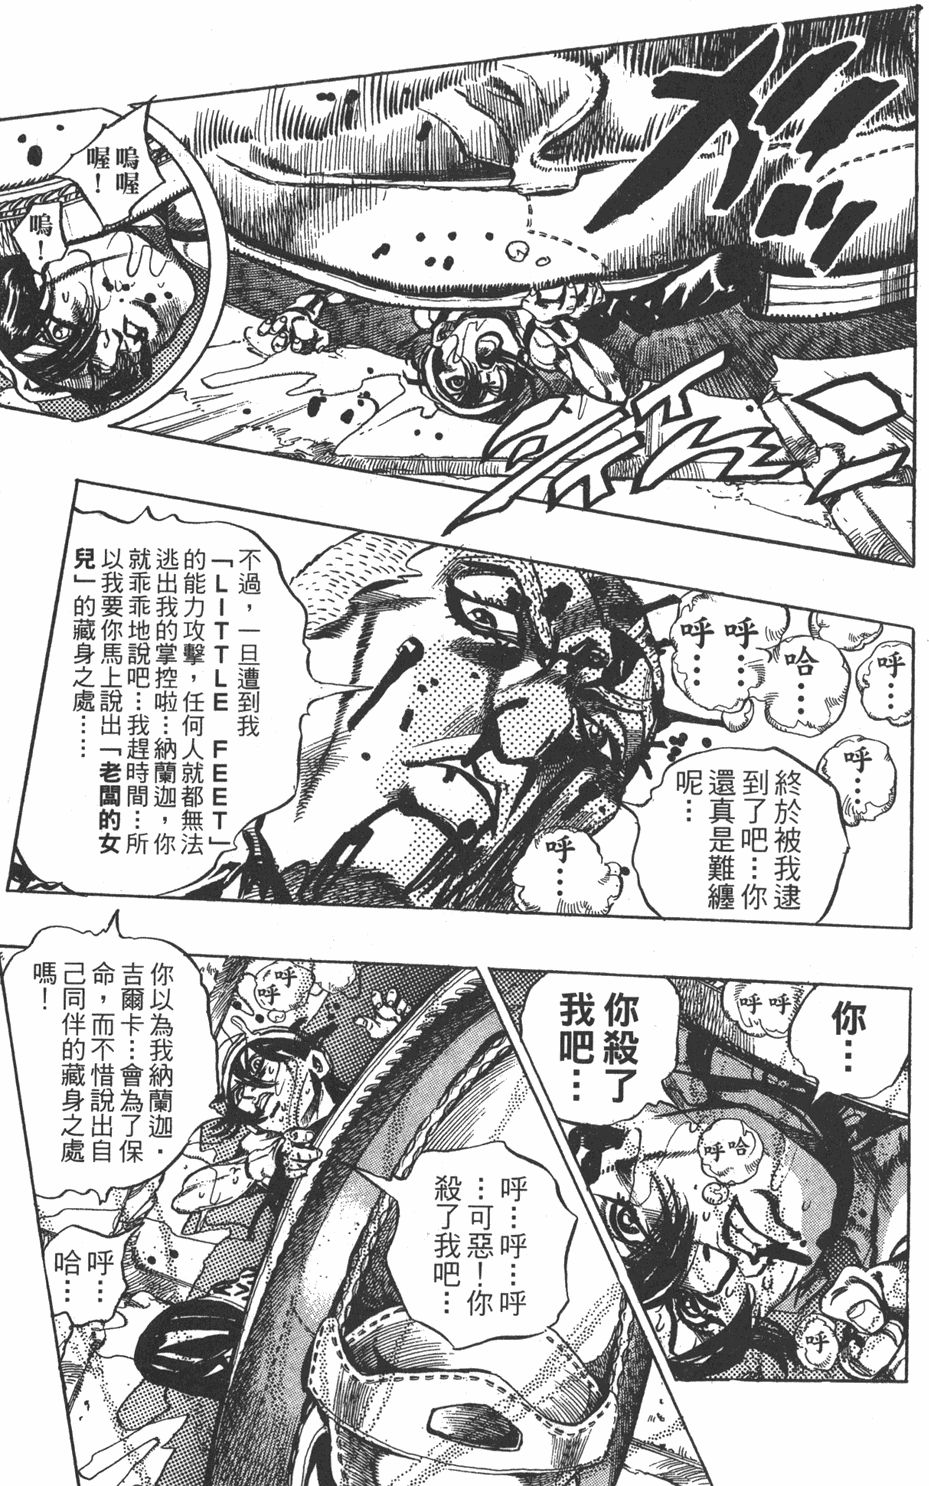 ズズッ
嗚喔
喔！
嗚！
呼…
哈…
呼…
呼…
呼…
終於被我逮
到了吧…你
還真是難纏
呢…
呼…
不過，一旦遭到我
「LITTLE FEET」
的能力攻擊，任何人就都無法
逃出我的掌控啦…納蘭迦，你
就乖乖地說吧…我趕時間…所
以我要你馬上說出「老闆的女
兒」的藏身之處……
你…
呼
呼
你殺了
我吧…
哈
呼
呼
呼…呼…呼
…可惡！你
殺了我吧…
呼
呼
你以為我納蘭迦．
吉爾卡…會為了保
命，而不惜說出自
己同伴的藏身之處
嗎！
呼…
哈…